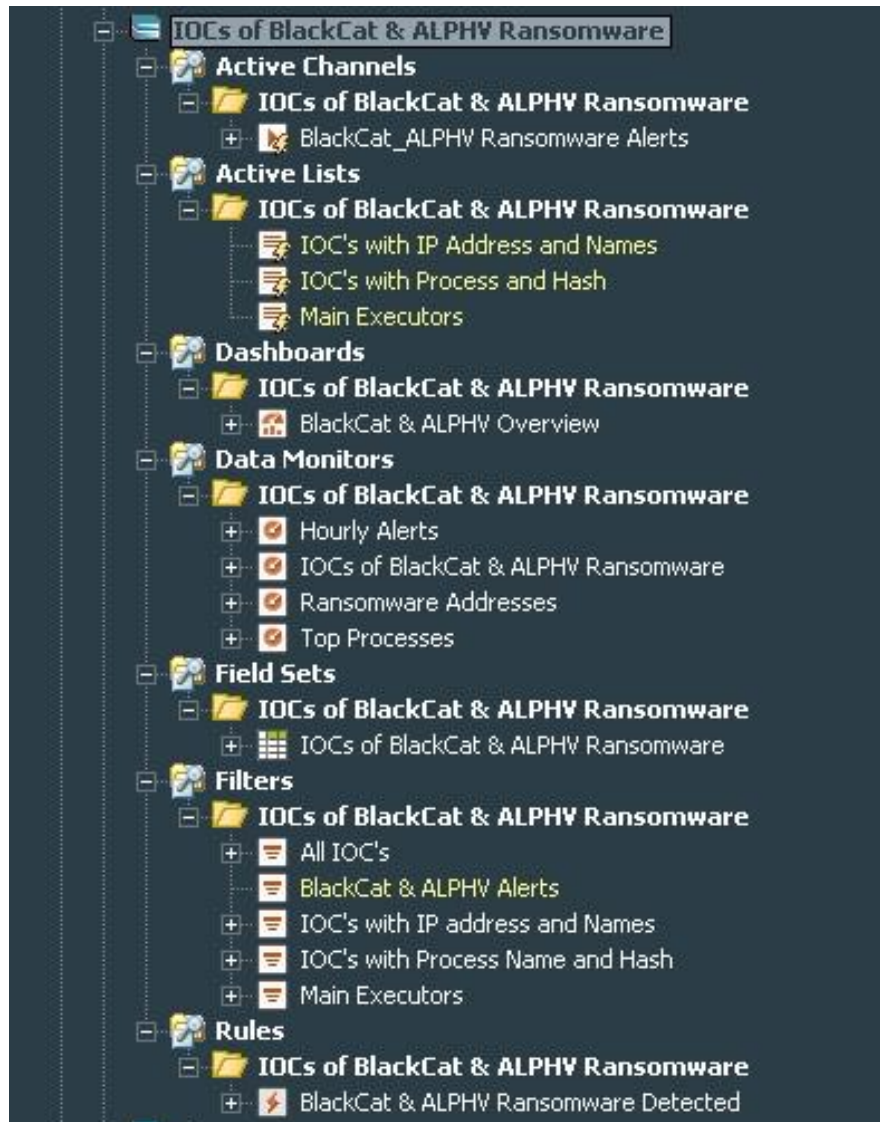 IOCs of BlackCat & ALPHV Ransomware
Active Channels
IOCs of BlackCat & ALPHV Ransomware
BlackCat_ALPHV Ransomware Alerts
Active Lists
IOCs of BlackCat & ALPHV Ransomware
IOC's with IP Address and Names
IOC's with Process and Hash
Main Executors
Dashboards
IOCs of BlackCat & ALPHV Ransomware
BlackCat & ALPHV Overview
Data Monitors
IOCs of BlackCat & ALPHV Ransomware
Hourly Alerts
IOCs of BlackCat & ALPHV Ransomware
Ransomware Addresses
Top Processes
Field Sets
IOCs of BlackCat & ALPHV Ransomware
IOCs of BlackCat & ALPHV Ransomware
Filters
IOCs of BlackCat & ALPHV Ransomware
All IOC's
BlackCat & ALPHV Alerts
IOC's with IP address and Names
IOC's with Process Name and Hash
Main Executors
Rules
IOCs of BlackCat & ALPHV Ransomware
BlackCat & ALPHV Ransomware Detected